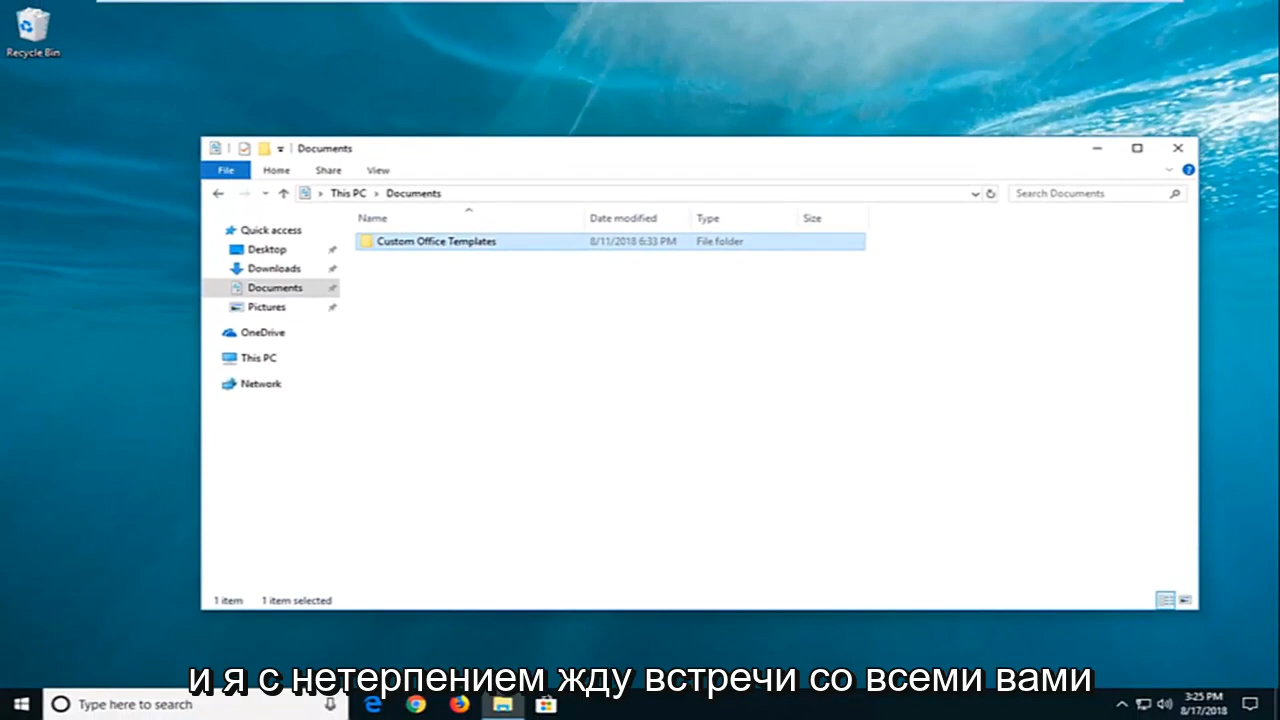 Recycle Bin
Documents
File Home Share View
This PC Documents
Search Documents
Name Date modified Type Size
Custom Office Templates 8/11/2018 6:33 PM File folder
Quick access
Desktop
Downloads
Documents
Pictures
OneDrive
This PC
Network
1 item 1 item selected
и я с нетерпением жду встречи со всеми вами
Type here to search
3:25 PM
8/17/2018